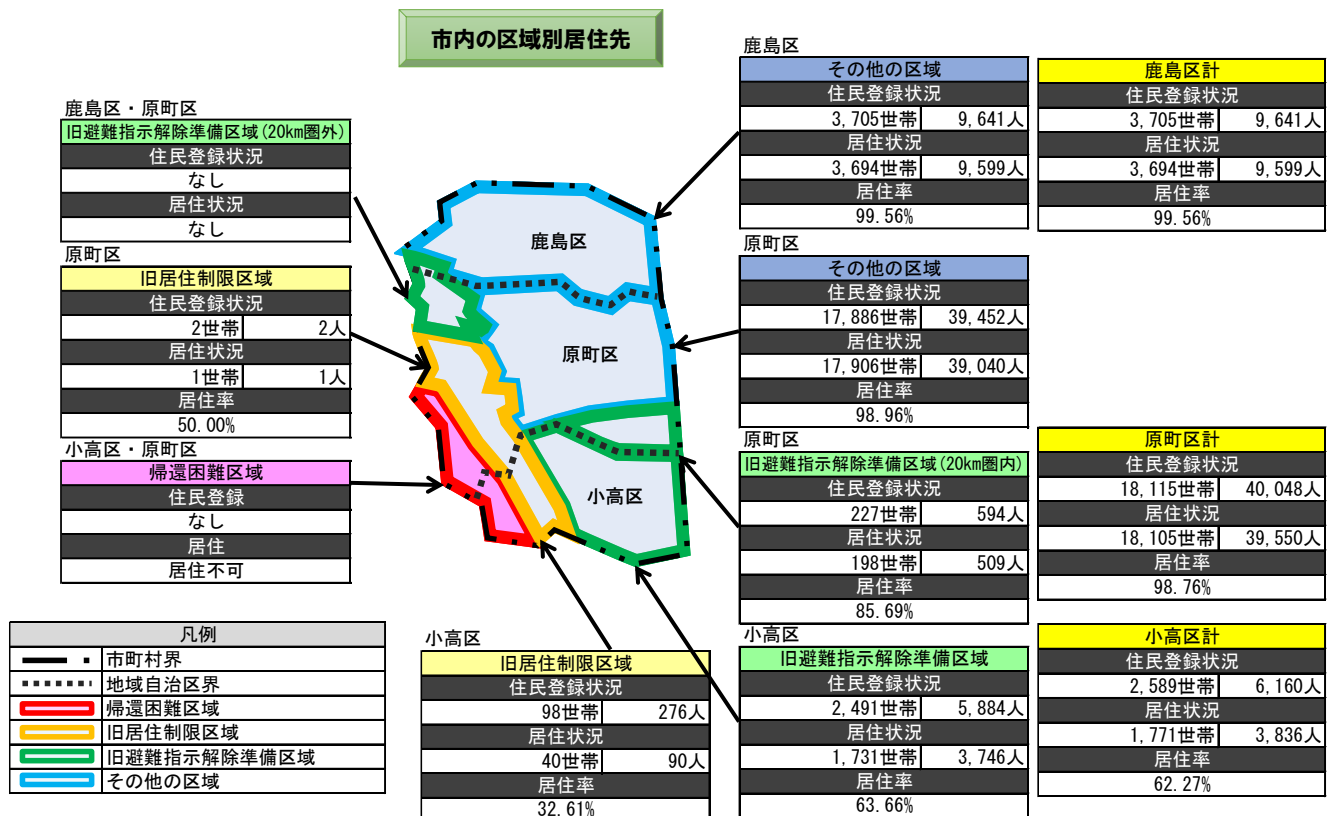 市内の区域別居住先
鹿島区・原町区
旧避難指示解除準備区域(20km圏外)
住民登録状況
なし
居住状況
なし
原町区
旧居住制限区域
住民登録状況
2世帯 2人
居住状況
1世帯 1人
居住率
50.00%
小高区・原町区
帰還困難区域
住民登録
なし
居住
居住不可
鹿島区
原町区
小高区
鹿島区
その他の区域
住民登録状況
3,705世帯 9,641人
居住状況
3,694世帯 9,599人
居住率
99.56%
鹿島区計
住民登録状況
3,705世帯 9,641人
居住状況
3,694世帯 9,599人
居住率
99.56%
原町区
その他の区域
住民登録状況
17,886世帯 39,452人
居住状況
17,906世帯 39,040人
居住率
98.96%
原町区
旧避難指示解除準備区域(20km圏内)
住民登録状況
227世帯 594人
居住状況
198世帯 509人
居住率
85.69%
原町区計
住民登録状況
18,115世帯 40,048人
居住状況
18,105世帯 39,550人
居住率
98.76%
凡例
市町村界
地域自治区界
帰還困難区域
旧居住制限区域
旧避難指示解除準備区域
その他の区域
小高区
旧居住制限区域
住民登録状況
98世帯 276人
居住状況
40世帯 90人
居住率
32.61%
小高区
旧避難指示解除準備区域
住民登録状況
2,491世帯 5,884人
居住状況
1,731世帯 3,746人
居住率
63.66%
小高区計
住民登録状況
2,589世帯 6,160人
居住状況
1,771世帯 3,836人
居住率
62.27%